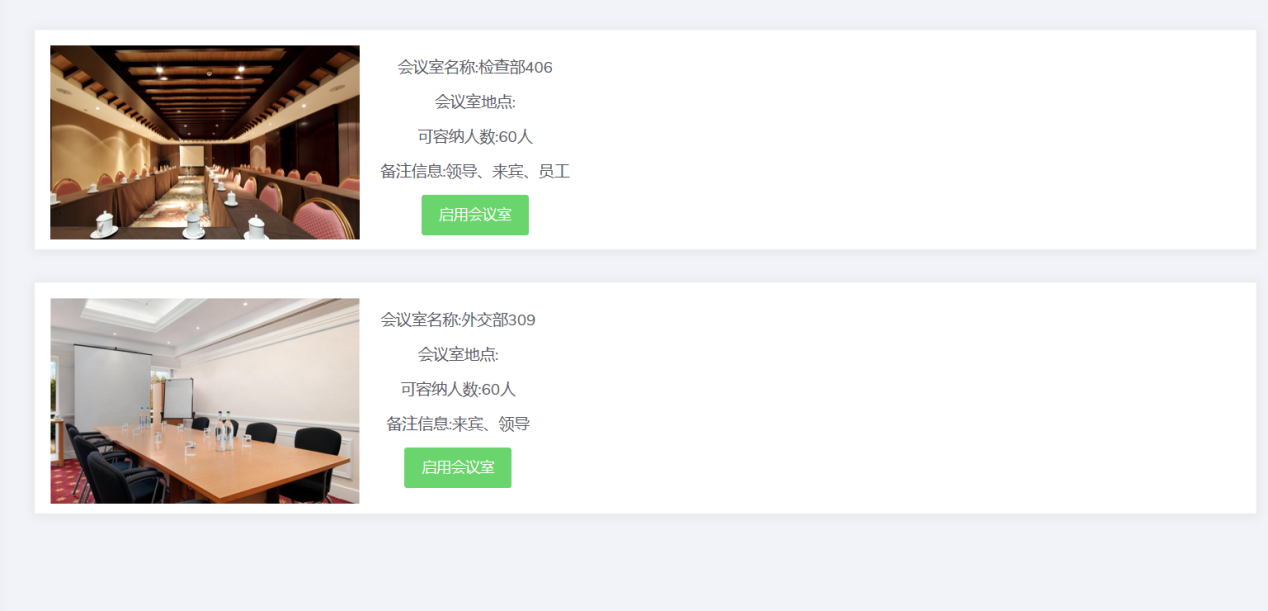 会议室名称:检查部406
会议室地点:
可容纳人数:60人
备注信息:领导、来宾、员工
启用会议室
会议室名称:外交部309
会议室地点:
可容纳人数:60人
备注信息:来宾、领导
启用会议室